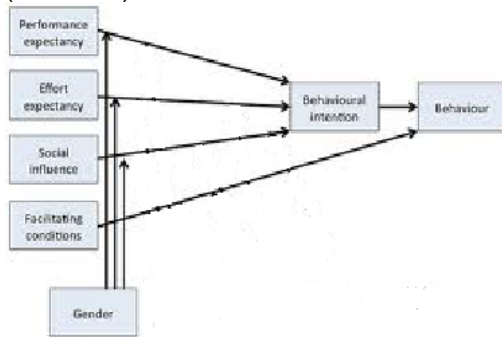 Performance
expectancy
Effort
expectancy
Behavioural
intention
Behaviour
Social
influence
Facilitating
conditions
Gender